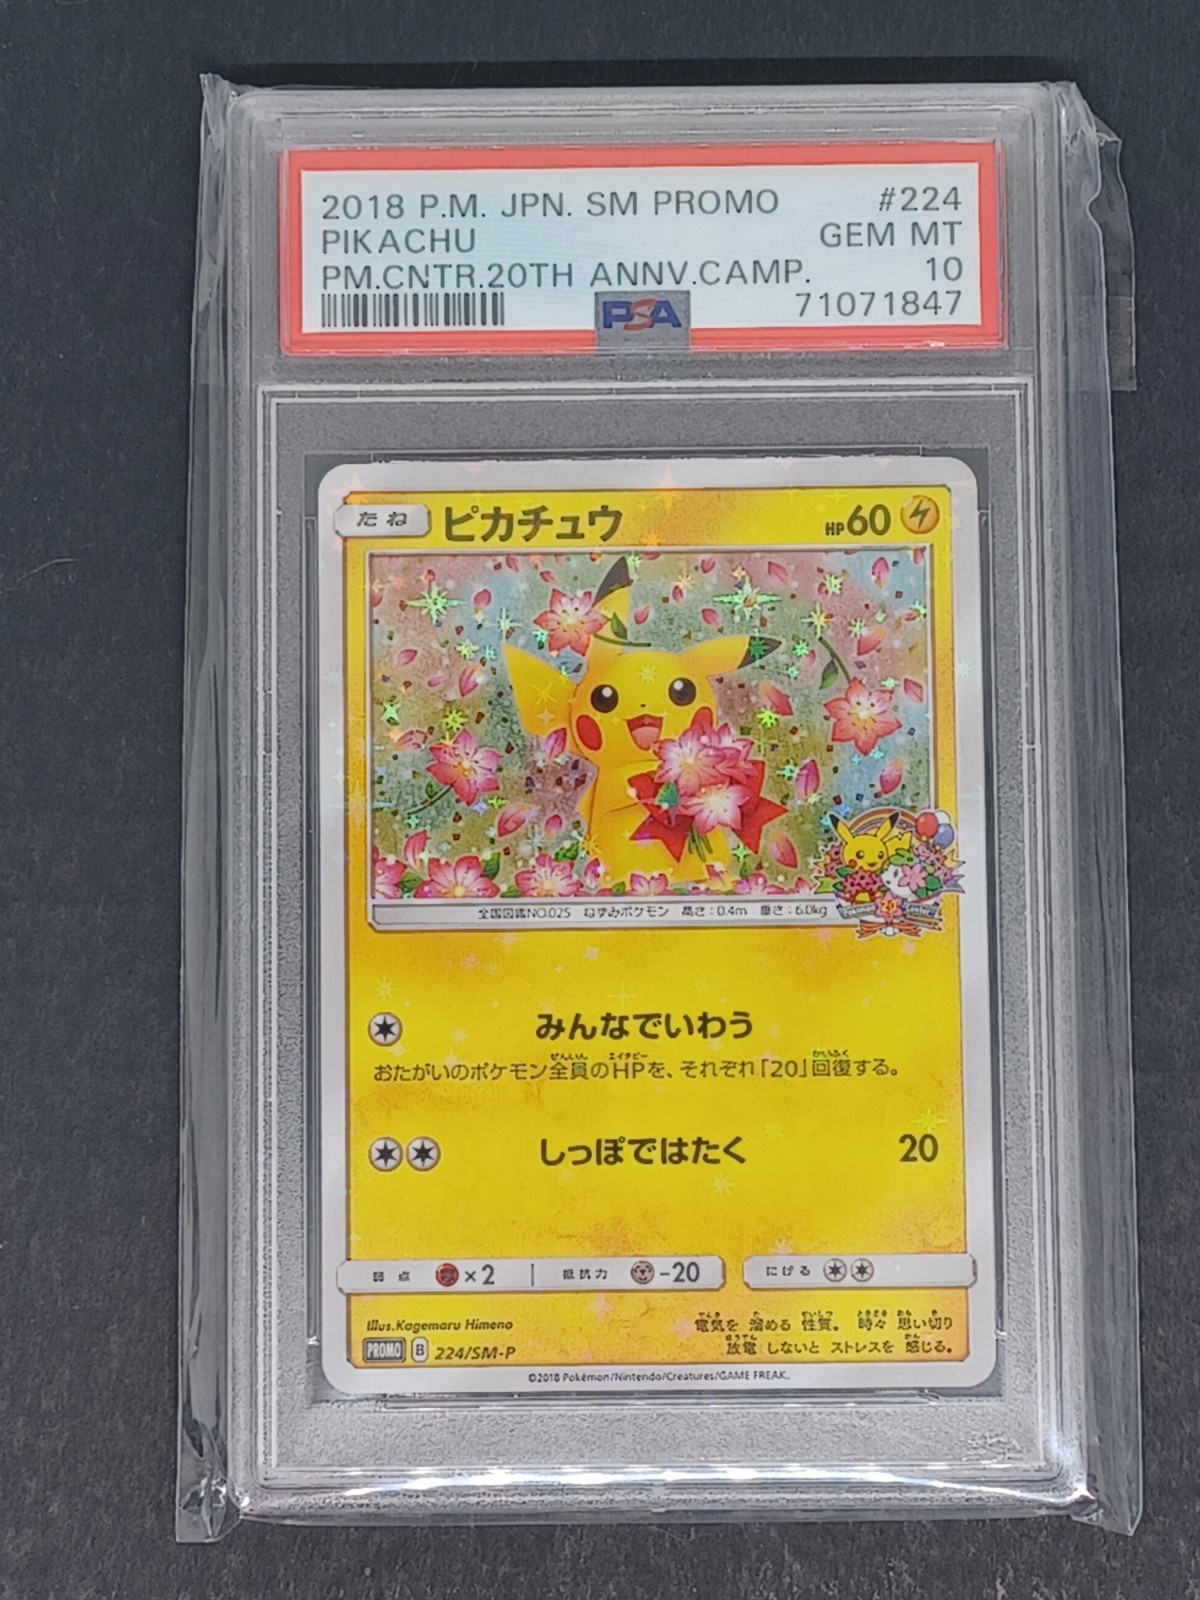 2018 P.M. JPN. SM PROMO #224
PIKACHU GEM MT
PM.CNTR.20TH ANNV.CAMP. 10
PSA 71071847
たね ピカチュウ HP60
全国図鑑NO.025 ねずみポケモン 高さ:0.4m 重さ:6.0kg
Pokémon 20 Center
みんなでいわう
おたがいのポケモン全員のHPを、それぞれ「20」回復する。
しっぽではたく 20
弱点 ×2 抵抗力 -20 にげる
Illus.Kagemaru Himeno
電気を 溜める 性質。 時々 思い切り
放電 しないと ストレスを 感じる。
PROMO B 224/SM-P
©2018 Pokémon/Nintendo/Creatures/GAME FREAK.